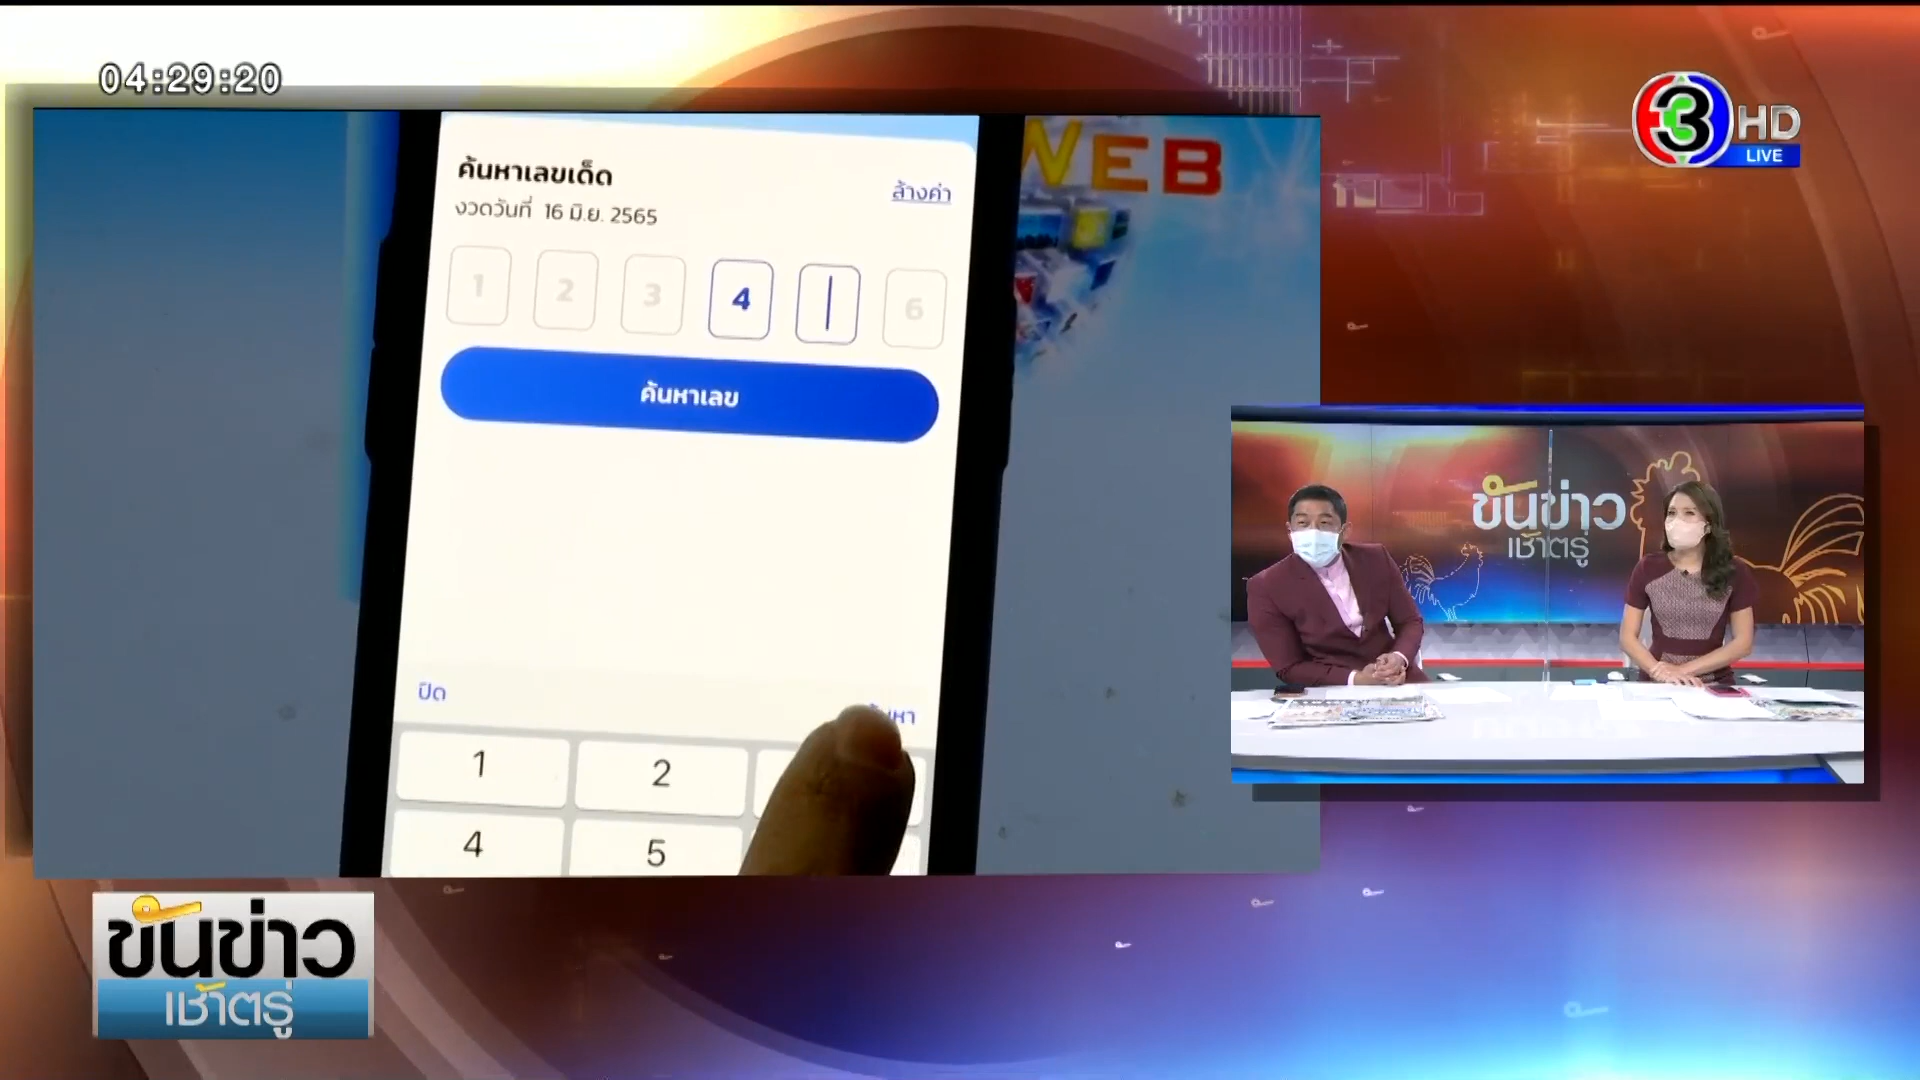 04:29:20
3 HD
LIVE
WEB
ค้นหาเลขเด็ด
ล้างค่า
งวดวันที่ 16 มิ.ย. 2565
1 2 3 4 6
ค้นหาเลข
ปิด
1 2
4 5
ขันข่าว
เช้าตรู่
ขันข่าว
เช้าตรู่